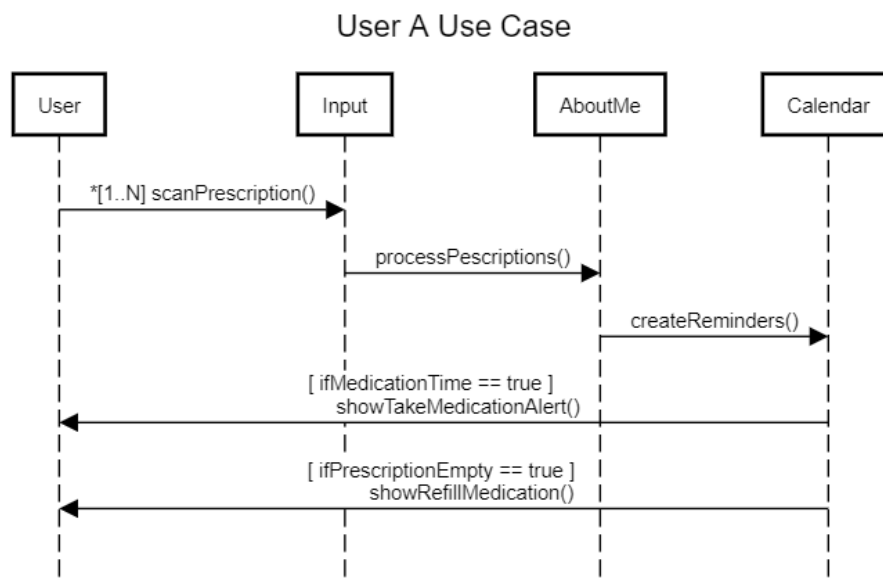 User A Use Case
User
Input
AboutMe
Calendar
*[1..N] scanPrescription()
processPescriptions()
createReminders()
[ ifMedicationTime == true ]
showTakeMedicationAlert()
[ ifPrescriptionEmpty == true ]
showRefillMedication()